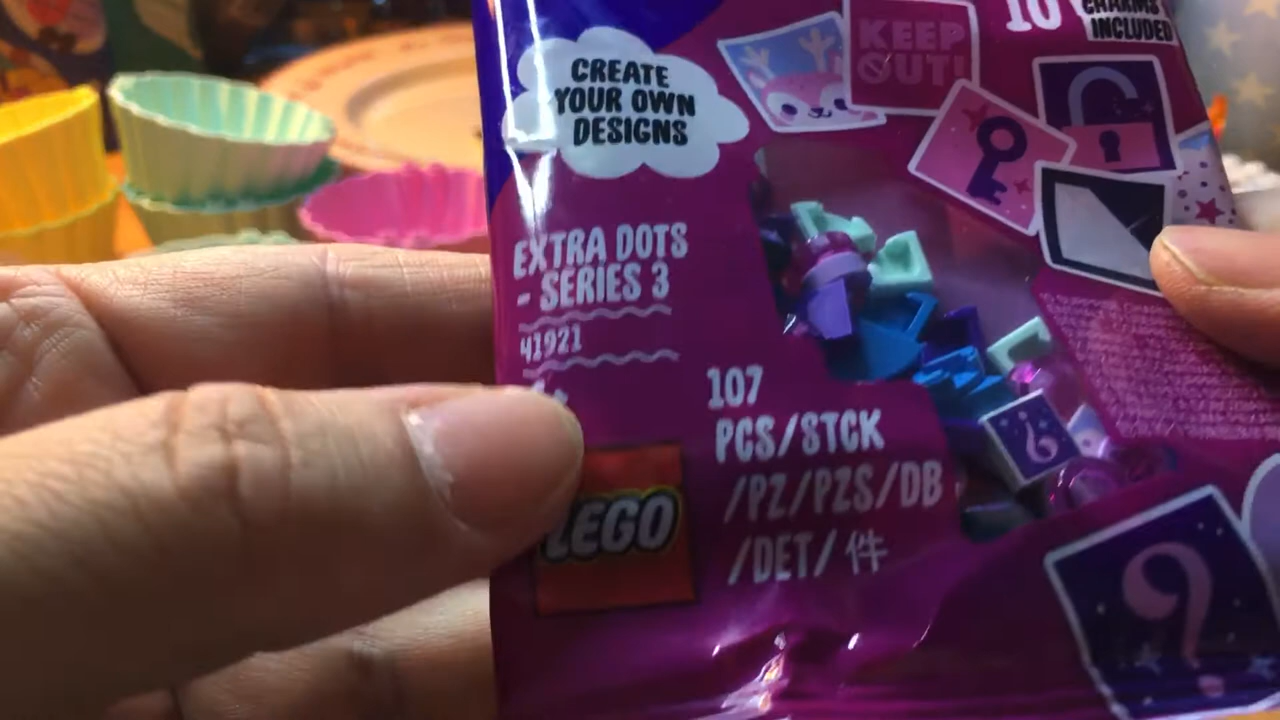 10 CHARMS
INCLUDED
KEEP
OUT!
CREATE
YOUR OWN
DESIGNS
EXTRA DOTS
- SERIES 3
41921
107
PCS/STCK
/PZ/PZS/DB
/DET/件
LEGO
?